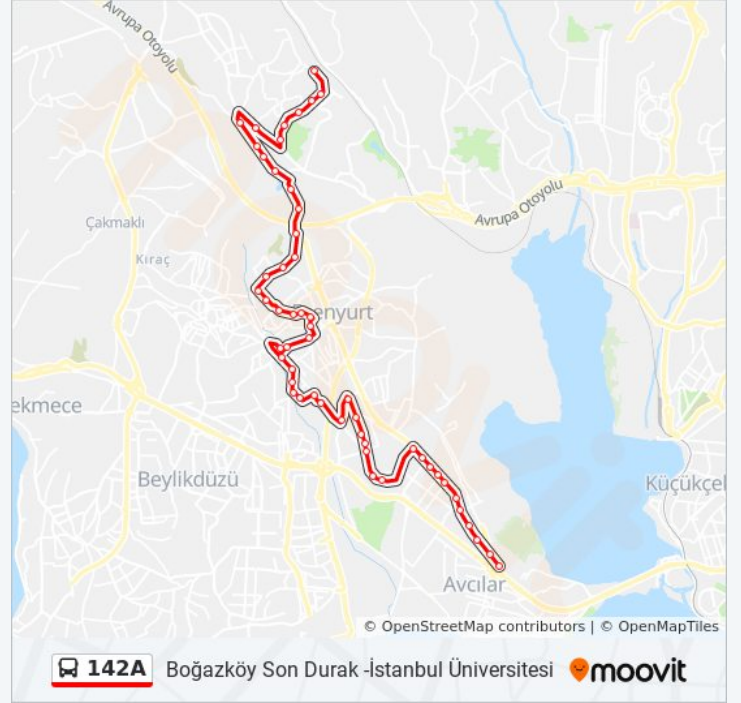 Avrupa Otoyolu
Avrupa Otoyolu
Çakmaklı
Kıraç
enyurt
ekmece
Beylikdüzü
Küçükçel
Avcılar
© OpenStreetMap contributors | © OpenMapTiles
142A Boğazköy Son Durak -İstanbul Üniversitesi moovit